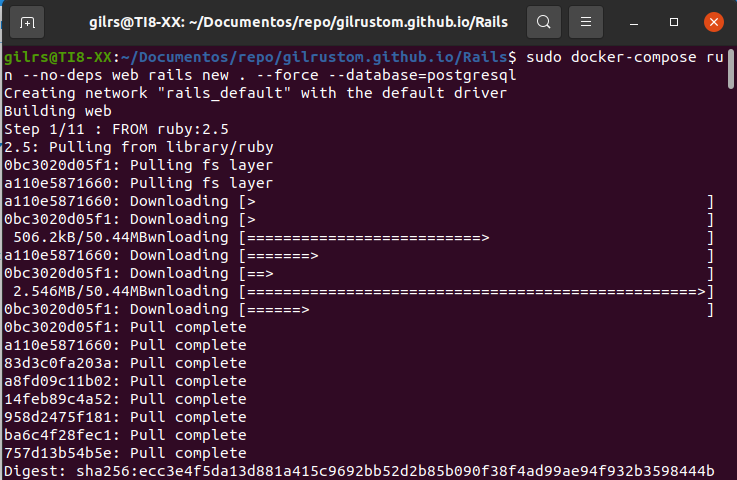 gilrs@TI8-XX: ~/Documentos/repo/gilrustom.github.io/Rails
gilrs@TI8-XX:~/Documentos/repo/gilrustom.github.io/Rails$ sudo docker-compose ru
n --no-deps web rails new . --force --database=postgresql
Creating network "rails_default" with the default driver
Building web
Step 1/11 : FROM ruby:2.5
2.5: Pulling from library/ruby
0bc3020d05f1: Pulling fs layer
a110e5871660: Pulling fs layer
a110e5871660: Downloading [>                                                  ]
0bc3020d05f1: Downloading [>                                                  ]
 506.2kB/50.44MBwnloading [==========================>                        ]
a110e5871660: Downloading [=======>                                           ]
0bc3020d05f1: Downloading [==>                                                ]
 2.546MB/50.44MBwnloading [==================================================>]
0bc3020d05f1: Downloading [======>                                            ]
0bc3020d05f1: Pull complete
a110e5871660: Pull complete
83d3c0fa203a: Pull complete
a8fd09c11b02: Pull complete
14feb89c4a52: Pull complete
958d2475f181: Pull complete
ba6c4f28fec1: Pull complete
757d13b54b5e: Pull complete
Digest: sha256:ecc3e4f5da13d881a415c9692bb52d2b85b090f38f4ad99ae94f932b3598444b